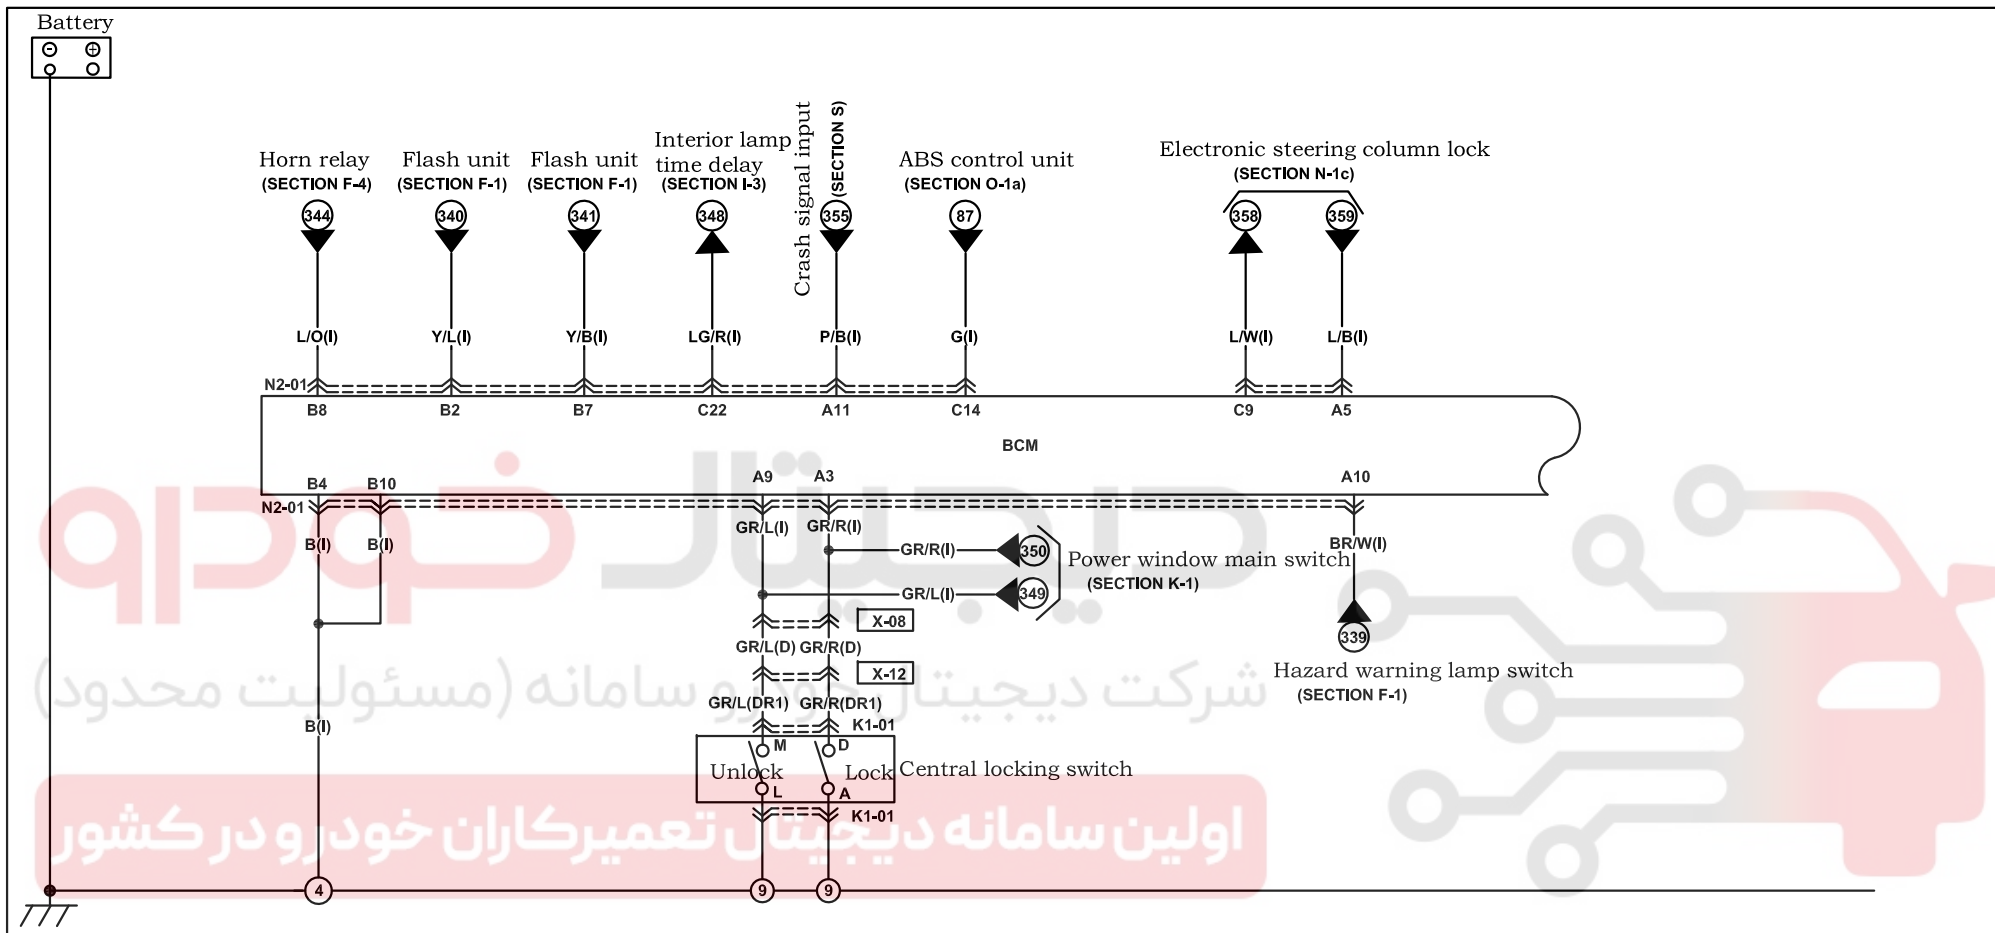 Battery
Horn relay
(SECTION F-4)
344
L/O(I)
Flash unit
(SECTION F-1)
340
Y/L(I)
Flash unit
(SECTION F-1)
341
Y/B(I)
Interior lamp
time delay
(SECTION I-3)
348
LG/R(I)
Crash signal input
(SECTION S)
355
P/B(I)
ABS control unit
(SECTION O-1a)
87
G(I)
Electronic steering column lock
(SECTION N-1c)
358 359
L/W(I) L/B(I)
N2-01
B8 B2 B7 C22 A11 C14 C9 A5
BCM
B4 B10 A9 A3 A10
N2-01
B(I) B(I) GR/L(I) GR/R(I) BR/W(I)
GR/R(I) 350
GR/L(I) 349
Power window main switch
(SECTION K-1)
X-08
GR/L(D) GR/R(D)
X-12
GR/L(DR1) GR/R(DR1)
339
Hazard warning lamp switch
(SECTION F-1)
B(I)
K1-01
M D
Unlock Lock
Central locking switch
L A
K1-01
4 9 9
دیجیتال خودرو
شرکت دیجیتال خودرو سامانه (مسئولیت محدود)
اولین سامانه دیجیتال تعمیرکاران خودرو در کشور